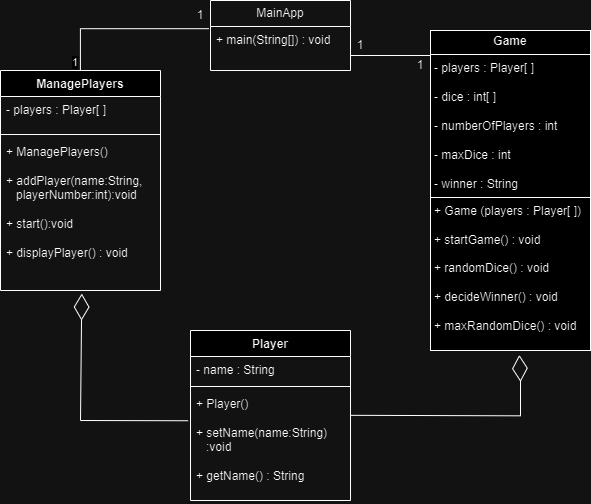 MainApp
+ main(String[]) : void
1
1
1
1
ManagePlayers
- players : Player[ ]
+ ManagePlayers()
+ addPlayer(name:String,
playerNumber:int):void
+ start():void
+ displayPlayer() : void
Game
- players : Player[ ]
- dice : int[ ]
- numberOfPlayers : int
- maxDice : int
- winner : String
+ Game (players : Player[ ])
+ startGame() : void
+ randomDice() : void
+ decideWinner() : void
+ maxRandomDice() : void
Player
- name : String
+ Player()
+ setName(name:String)
:void
+ getName() : String